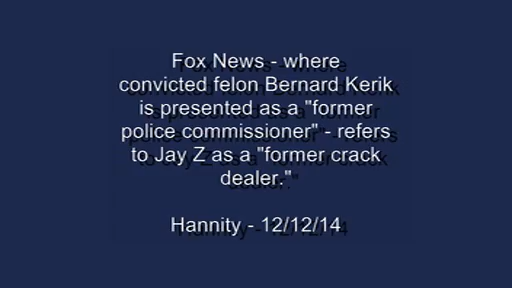 Fox News - where
convicted felon Bernard Kerik
is presented as a "former
police commissioner" - refers
to Jay Z as a "former crack
dealer."
Hannity - 12/12/14